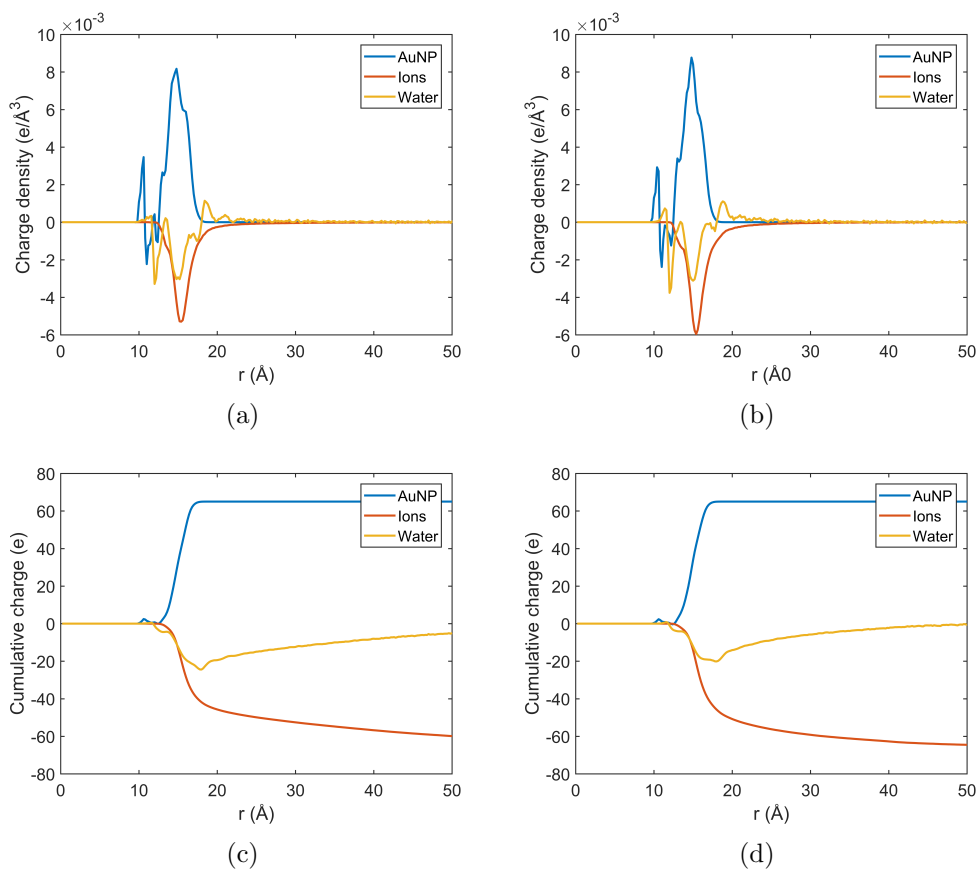 ×10⁻³
10
8
6
4
2
0
-2
-4
-6
Charge density (e/Å³)
AuNP
Ions
Water
0 10 20 30 40 50
r (Å)
(a)
×10⁻³
10
8
6
4
2
0
-2
-4
-6
Charge density (e/Å³)
AuNP
Ions
Water
0 10 20 30 40 50
r (Å0
(b)
80
60
40
20
0
-20
-40
-60
-80
Cumulative charge (e)
AuNP
Ions
Water
0 10 20 30 40 50
r (Å)
(c)
80
60
40
20
0
-20
-40
-60
-80
Cumulative charge (e)
AuNP
Ions
Water
0 10 20 30 40 50
r (Å)
(d)